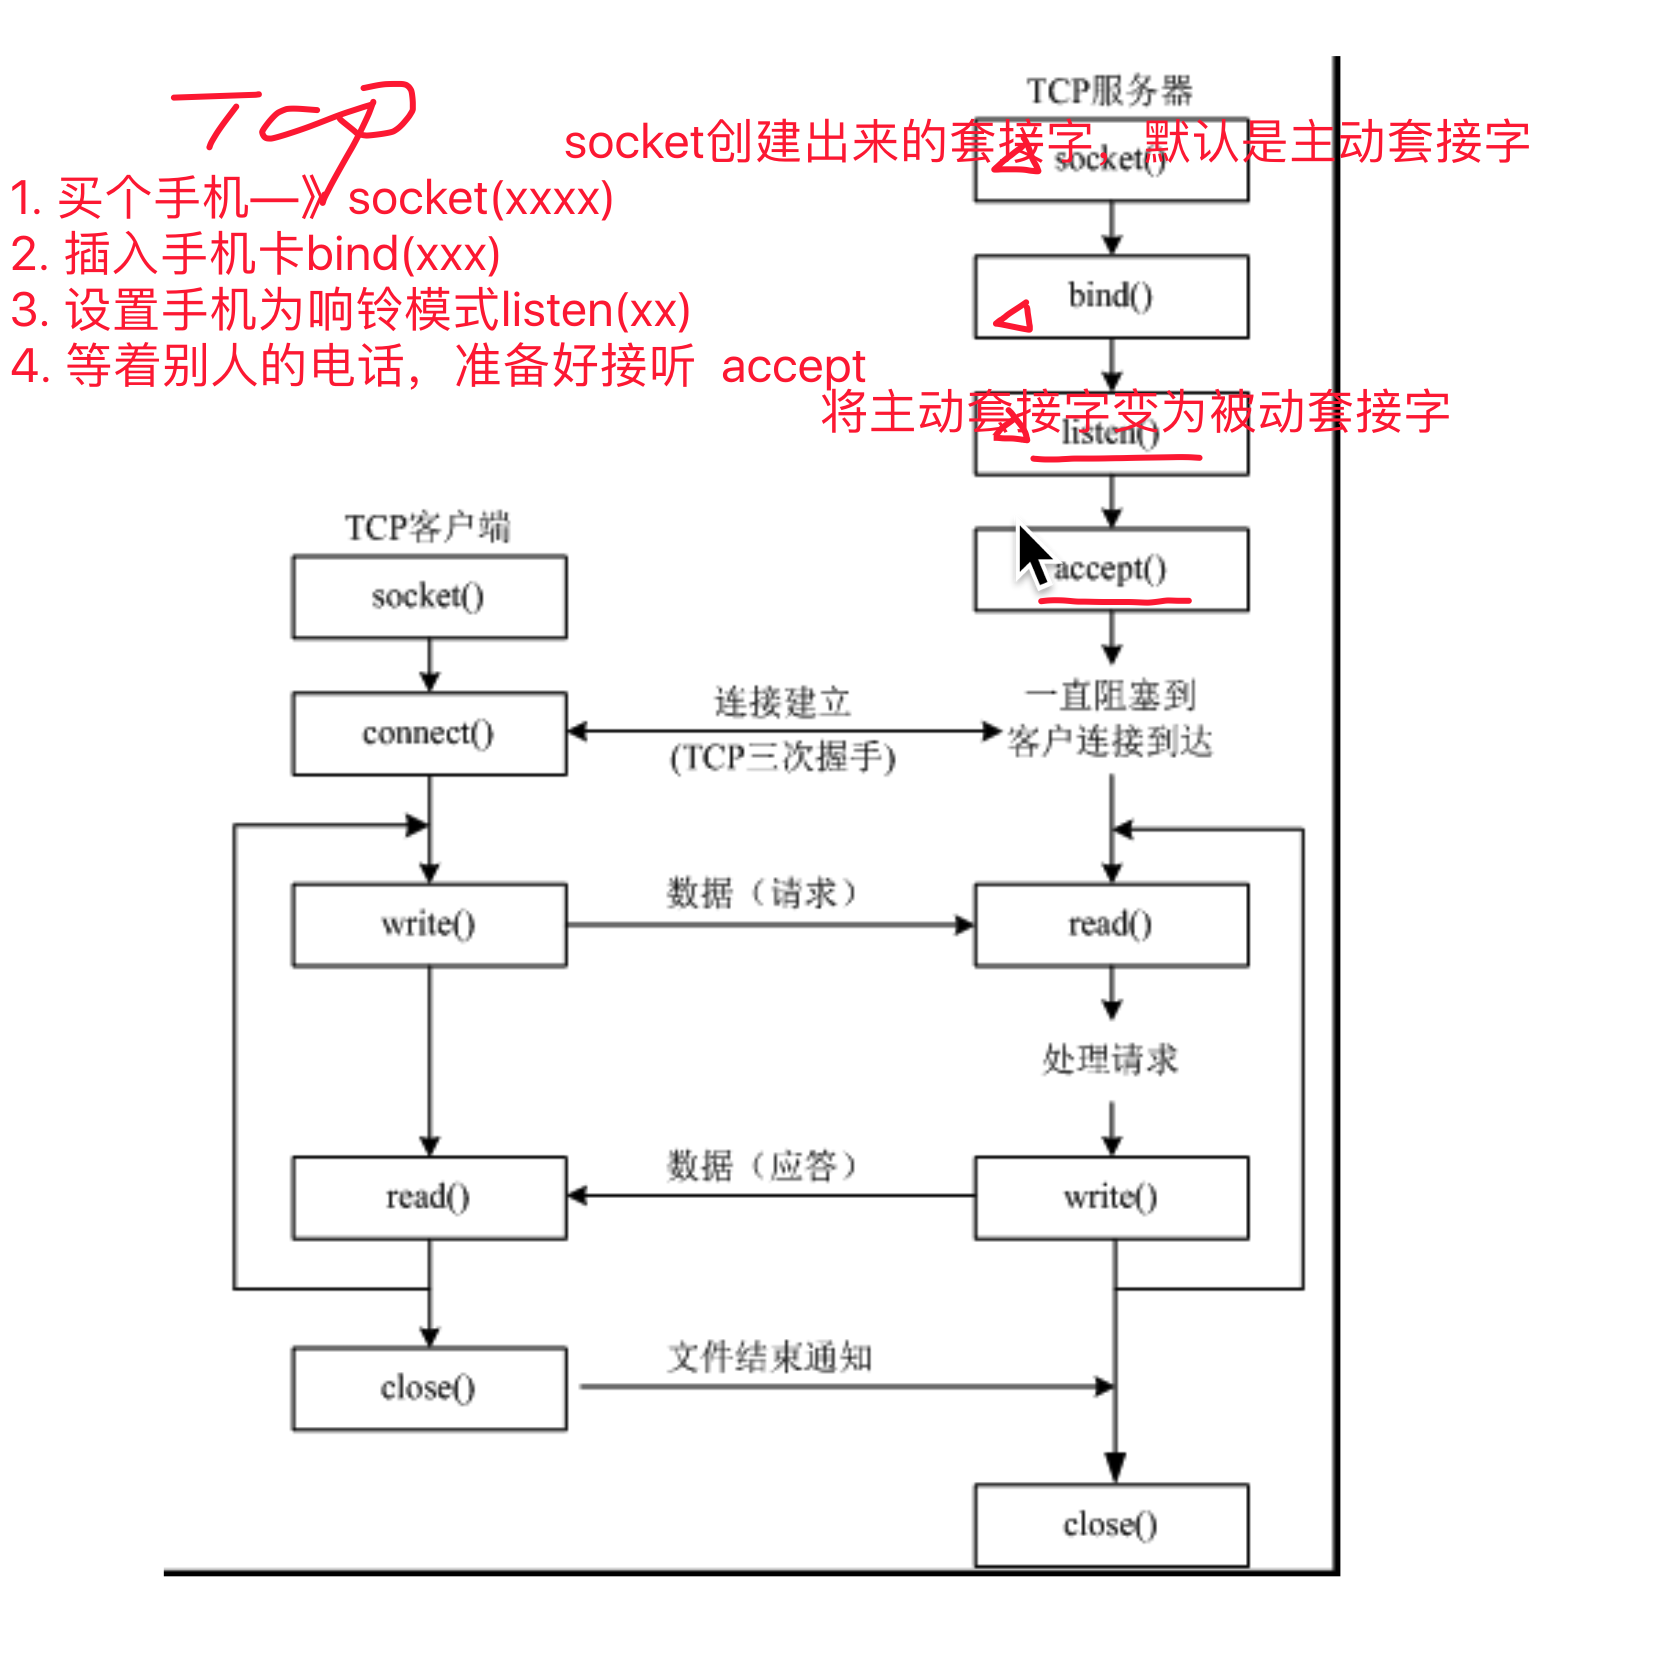 TCP
TCP服务器
socket创建出来的套接字，默认是主动套接字
socket()
1. 买个手机—》socket(xxxx)
2. 插入手机卡bind(xxx)
3. 设置手机为响铃模式listen(xx)
4. 等着别人的电话，准备好接听 accept
bind()
将主动套接字变为被动套接字
listen()
accept()
TCP客户端
socket()
connect()
连接建立
(TCP三次握手)
一直阻塞到
客户连接到达
write()
数据（请求）
read()
处理请求
read()
数据（应答）
write()
close()
文件结束通知
close()